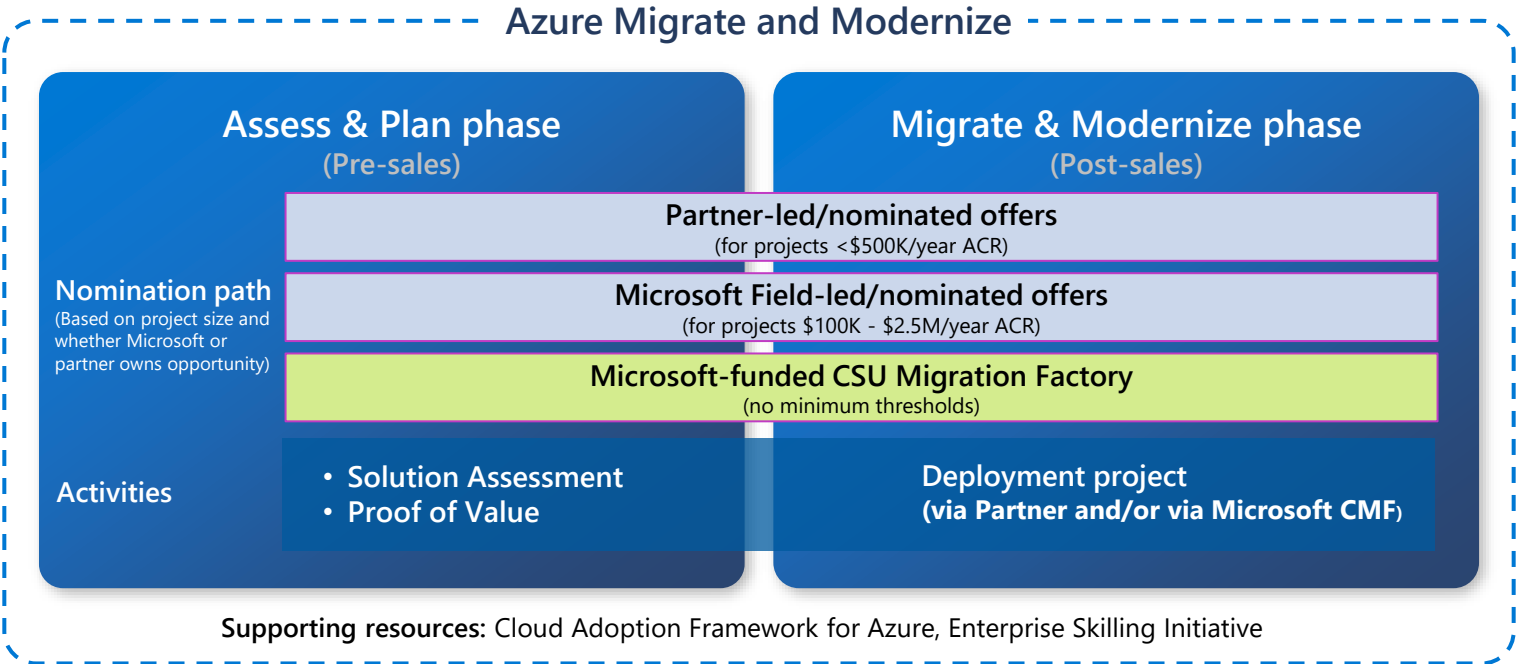 Azure Migrate and Modernize
Assess & Plan phase
(Pre-sales)
Migrate & Modernize phase
(Post-sales)
Partner-led/nominated offers
(for projects <$500K/year ACR)
Nomination path
(Based on project size and
whether Microsoft or
partner owns opportunity)
Microsoft Field-led/nominated offers
(for projects $100K - $2.5M/year ACR)
Microsoft-funded CSU Migration Factory
(no minimum thresholds)
Activities
• Solution Assessment
• Proof of Value
Deployment project
(via Partner and/or via Microsoft CMF)
Supporting resources: Cloud Adoption Framework for Azure, Enterprise Skilling Initiative